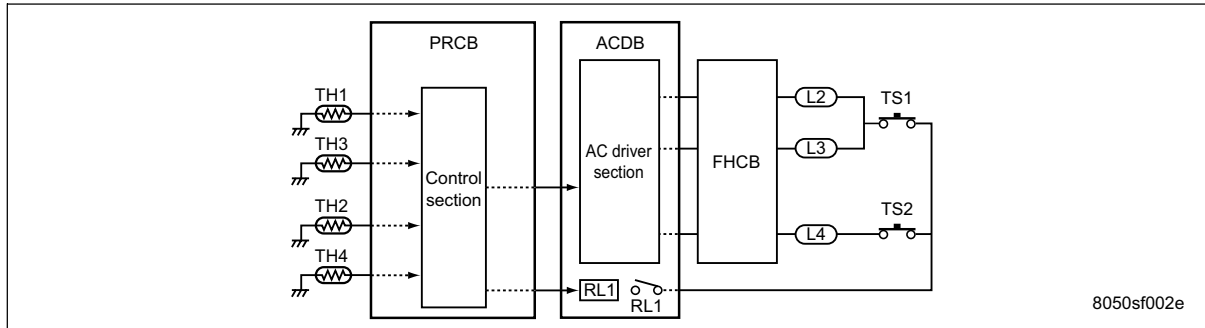 PRCB
ACDB
TH1
TH3
TH2
TH4
Control
section
AC driver
section
FHCB
L2
L3
L4
TS1
TS2
RL1
RL1
8050sf002e